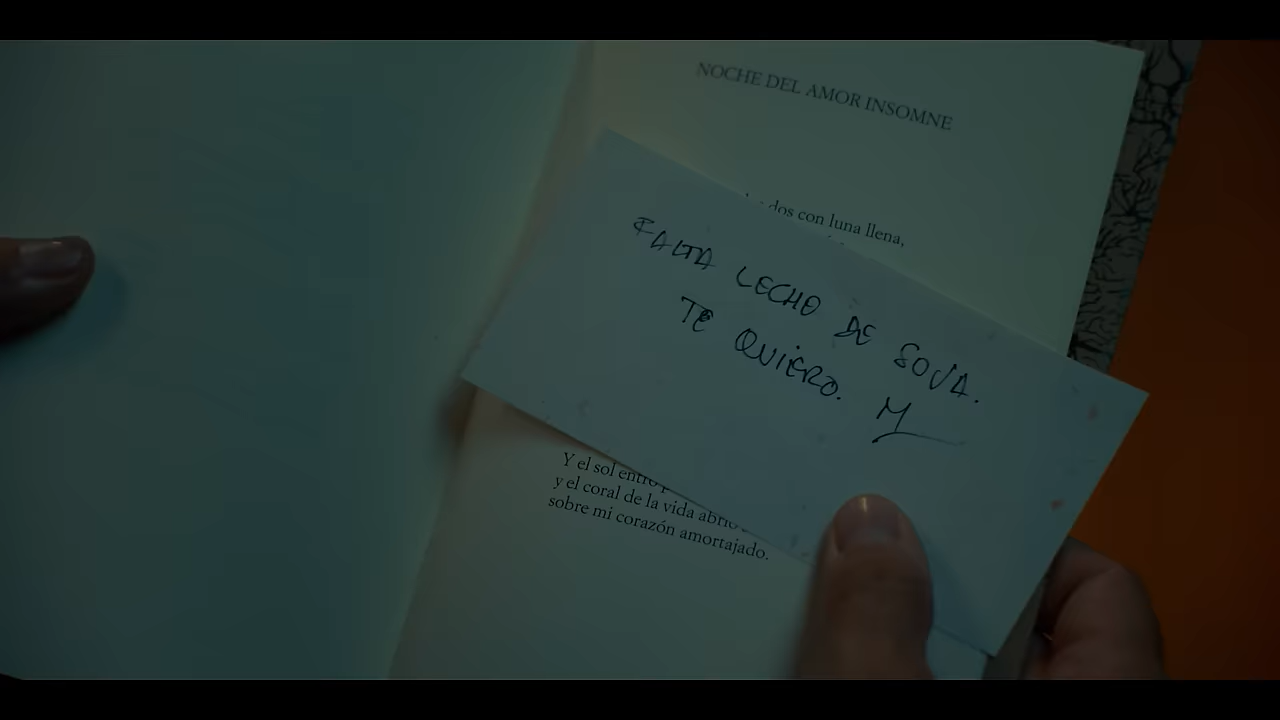 NOCHE DEL AMOR INSOMNE
dos con luna llena,
FALTA LECHE DE SOJA.
TE QUIERO. M
Y el sol entró
y el coral de la vida abrió
sobre mi corazón amortajado.